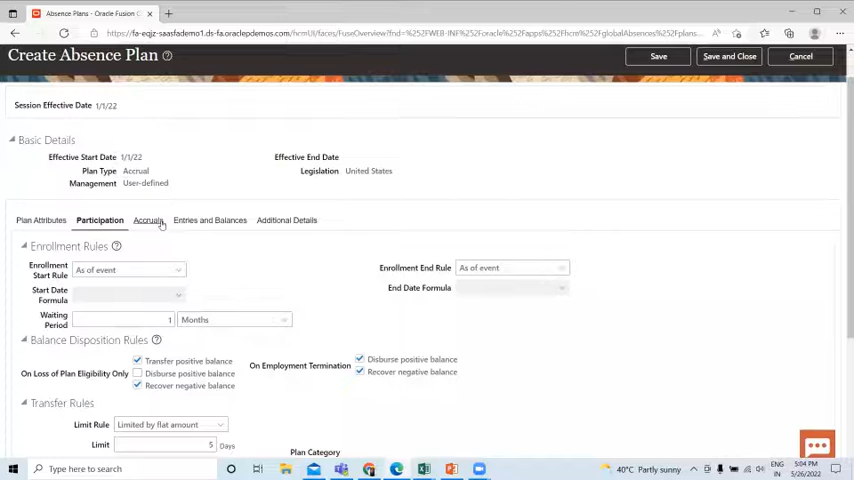 Absence Plans - Oracle Fusion C
https://fa-eqjz-saasfademo1.ds-fa.oraclepdemos.com/hcmUI/faces/FuseOverview?fnd=%252FWEB-INF%252Foracle%252Fapps%252Fhcm%252FglobalAbsences%252Fplans...
Create Absence Plan
Save
Save and Close
Cancel
Session Effective Date 1/1/22
Basic Details
Effective Start Date 1/1/22
Effective End Date
Plan Type Accrual
Legislation United States
Management User-defined
Plan Attributes Participation Accruals Entries and Balances Additional Details
Enrollment Rules
Enrollment Start Rule As of event
Enrollment End Rule As of event
Start Date Formula
End Date Formula
Waiting Period 1 Months
Balance Disposition Rules
On Loss of Plan Eligibility Only
Transfer positive balance
Disburse positive balance
Recover negative balance
On Employment Termination
Disburse positive balance
Recover negative balance
Transfer Rules
Limit Rule Limited by flat amount
Limit 5 Days
Plan Category
Type here to search
40°C Partly sunny
ENG
IN
5:04 PM
5/26/2022